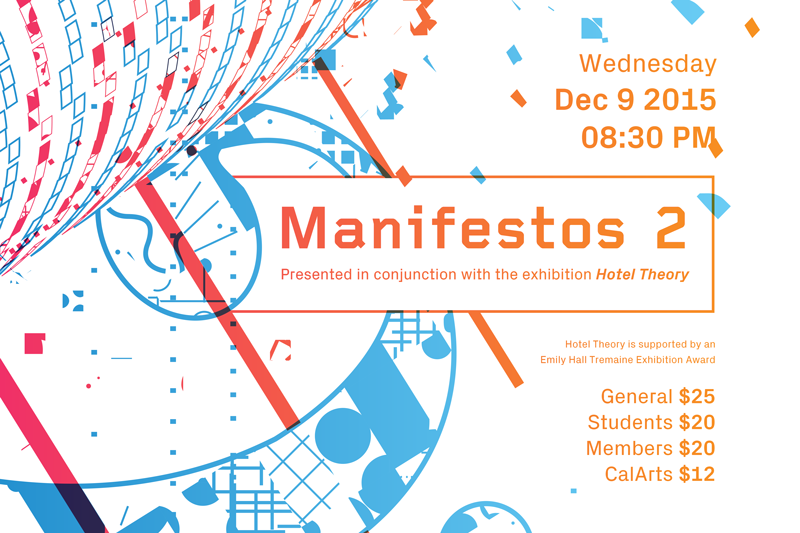 Wednesday
Dec 9 2015
08:30 PM
Manifestos 2
Presented in conjunction with the exhibition Hotel Theory
Hotel Theory is supported by an
Emily Hall Tremaine Exhibition Award
General $25
Students $20
Members $20
CalArts $12